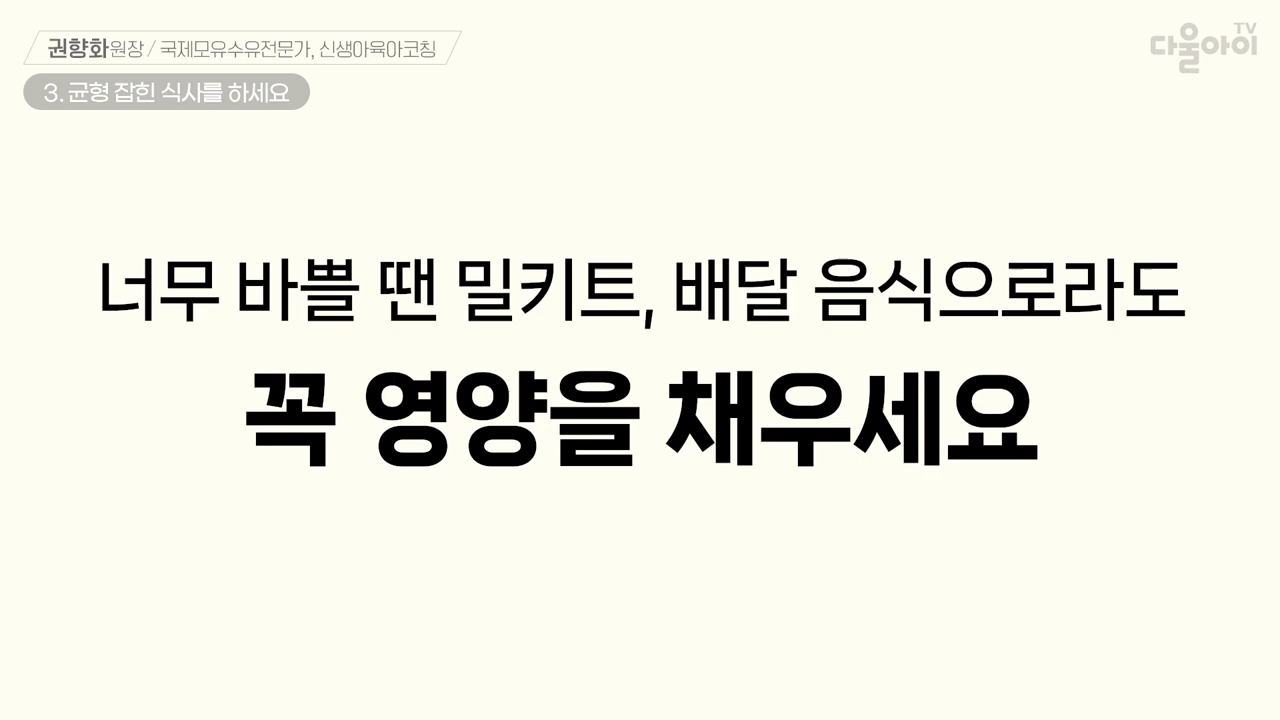 권향화원장 / 국제모유수유전문가, 신생아육아코칭
3. 균형 잡힌 식사를 하세요
다울아이 TV
너무 바쁠 땐 밀키트, 배달 음식으로라도
꼭 영양을 채우세요